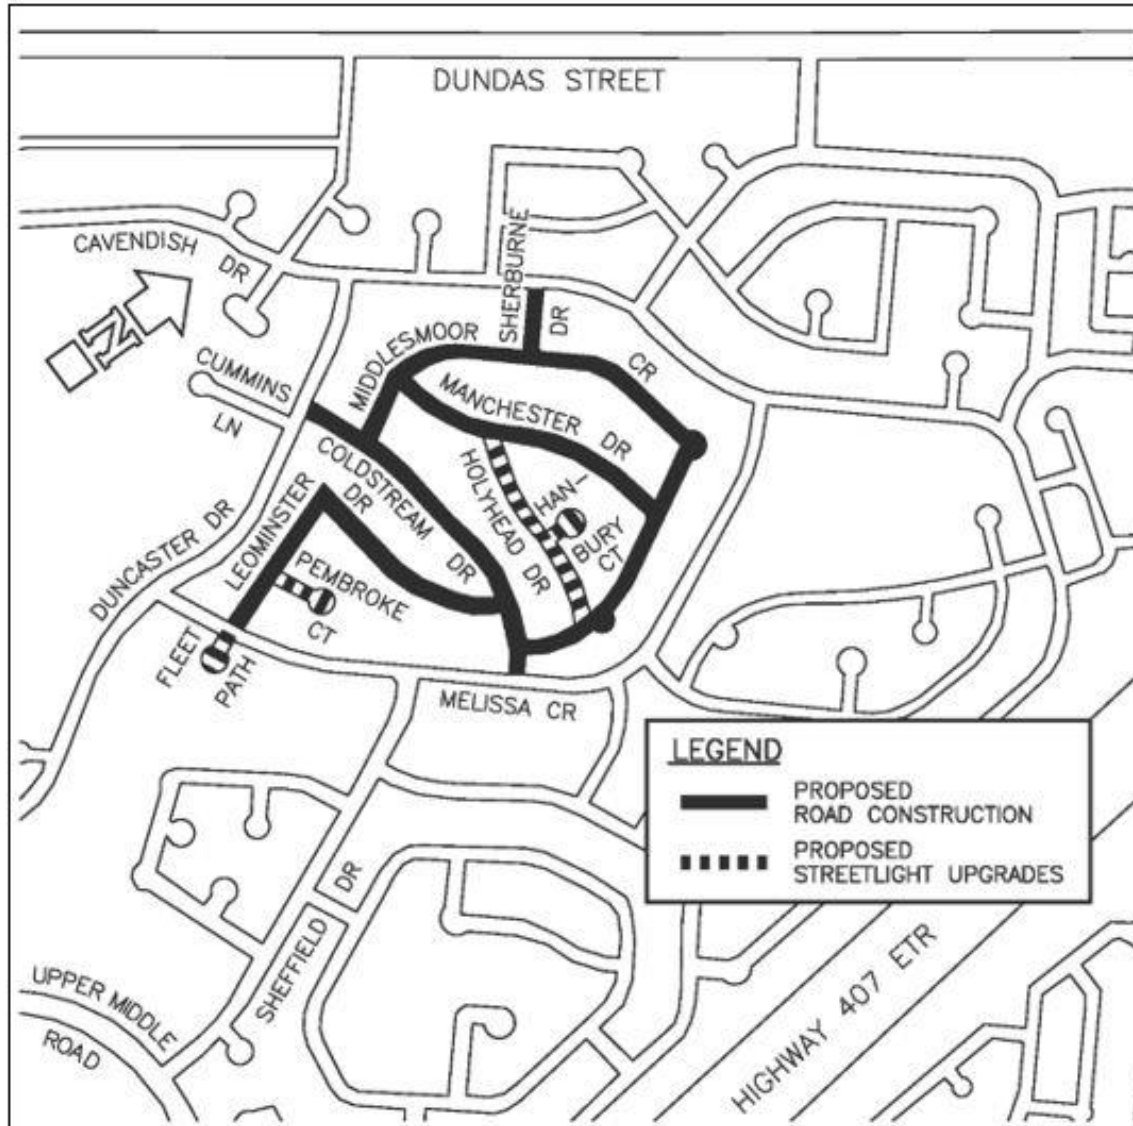 DUNDAS STREET
CAVENDISH
DR
N
SHERBURNE
DR
MIDDLESMOOR
CR
CUMMINS
LN
MANCHESTER DR
COLDSTREAM
DR
HOLYHEAD DR
HAN-
BURY
CT
LEOMINSTER
DR
PEMBROKE
CT
DUNCASTER DR
FLEET
PATH
MELISSA CR
LEGEND
PROPOSED
ROAD CONSTRUCTION
PROPOSED
STREETLIGHT UPGRADES
SHEFFIELD
DR
UPPER MIDDLE
ROAD
HIGHWAY 407 ETR